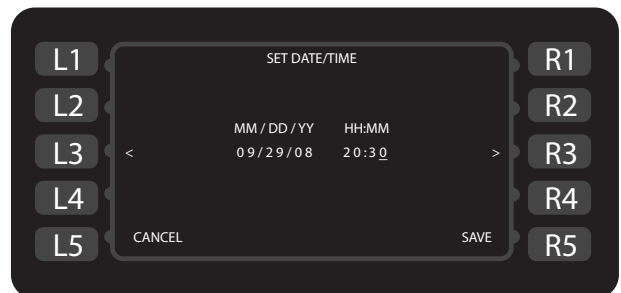 SET DATE/TIME
L1 R1
L2 R2
MM / DD / YY HH:MM
L3 < 09/29/08 20:30 > R3
L4 R4
L5 CANCEL SAVE R5